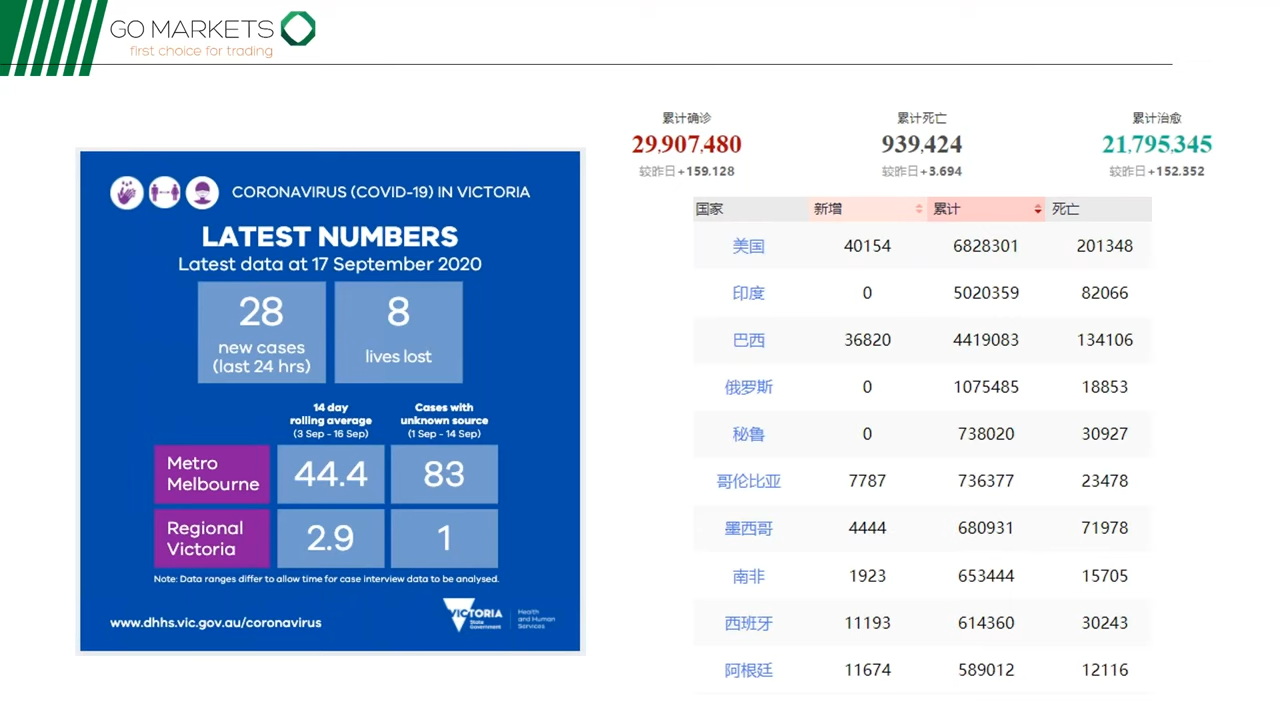 GO MARKETS
first choice for trading
CORONAVIRUS (COVID-19) IN VICTORIA
LATEST NUMBERS
Latest data at 17 September 2020
28
new cases
(last 24 hrs)
8
lives lost
14 day
rolling average
(3 Sep - 16 Sep)
Cases with
unknown source
(1 Sep - 14 Sep)
Metro
Melbourne
44.4
83
Regional
Victoria
2.9
1
Note: Data ranges differ to allow time for case interview data to be analysed.
www.dhhs.vic.gov.au/coronavirus
VICTORIA
State
Government
Health
and Human
Services
累计确诊
29,907,480
较昨日+159,128
累计死亡
939,424
较昨日+3,694
累计治愈
21,795,345
较昨日+152,352
国家 新增 累计 死亡
美国 40154 6828301 201348
印度 0 5020359 82066
巴西 36820 4419083 134106
俄罗斯 0 1075485 18853
秘鲁 0 738020 30927
哥伦比亚 7787 736377 23478
墨西哥 4444 680931 71978
南非 1923 653444 15705
西班牙 11193 614360 30243
阿根廷 11674 589012 12116